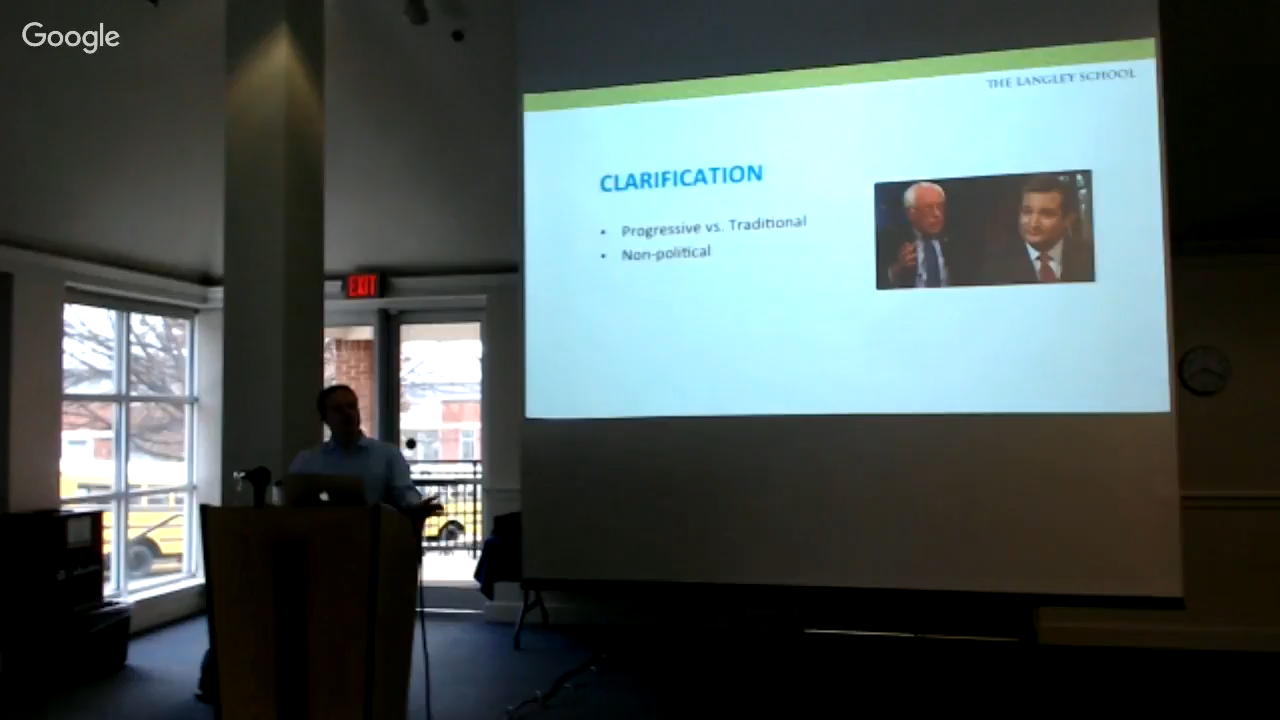 Google
THE LANGLEY SCHOOL
CLARIFICATION
• Progressive vs. Traditional
• Non-political
EXIT